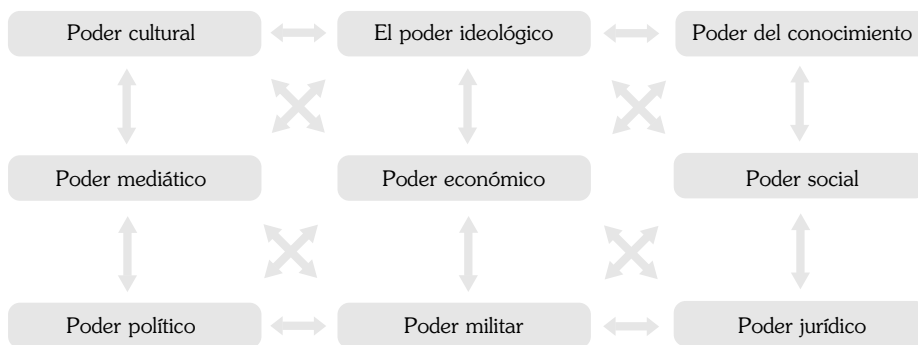 Poder cultural
El poder ideológico
Poder del conocimiento
Poder mediático
Poder económico
Poder social
Poder político
Poder militar
Poder jurídico